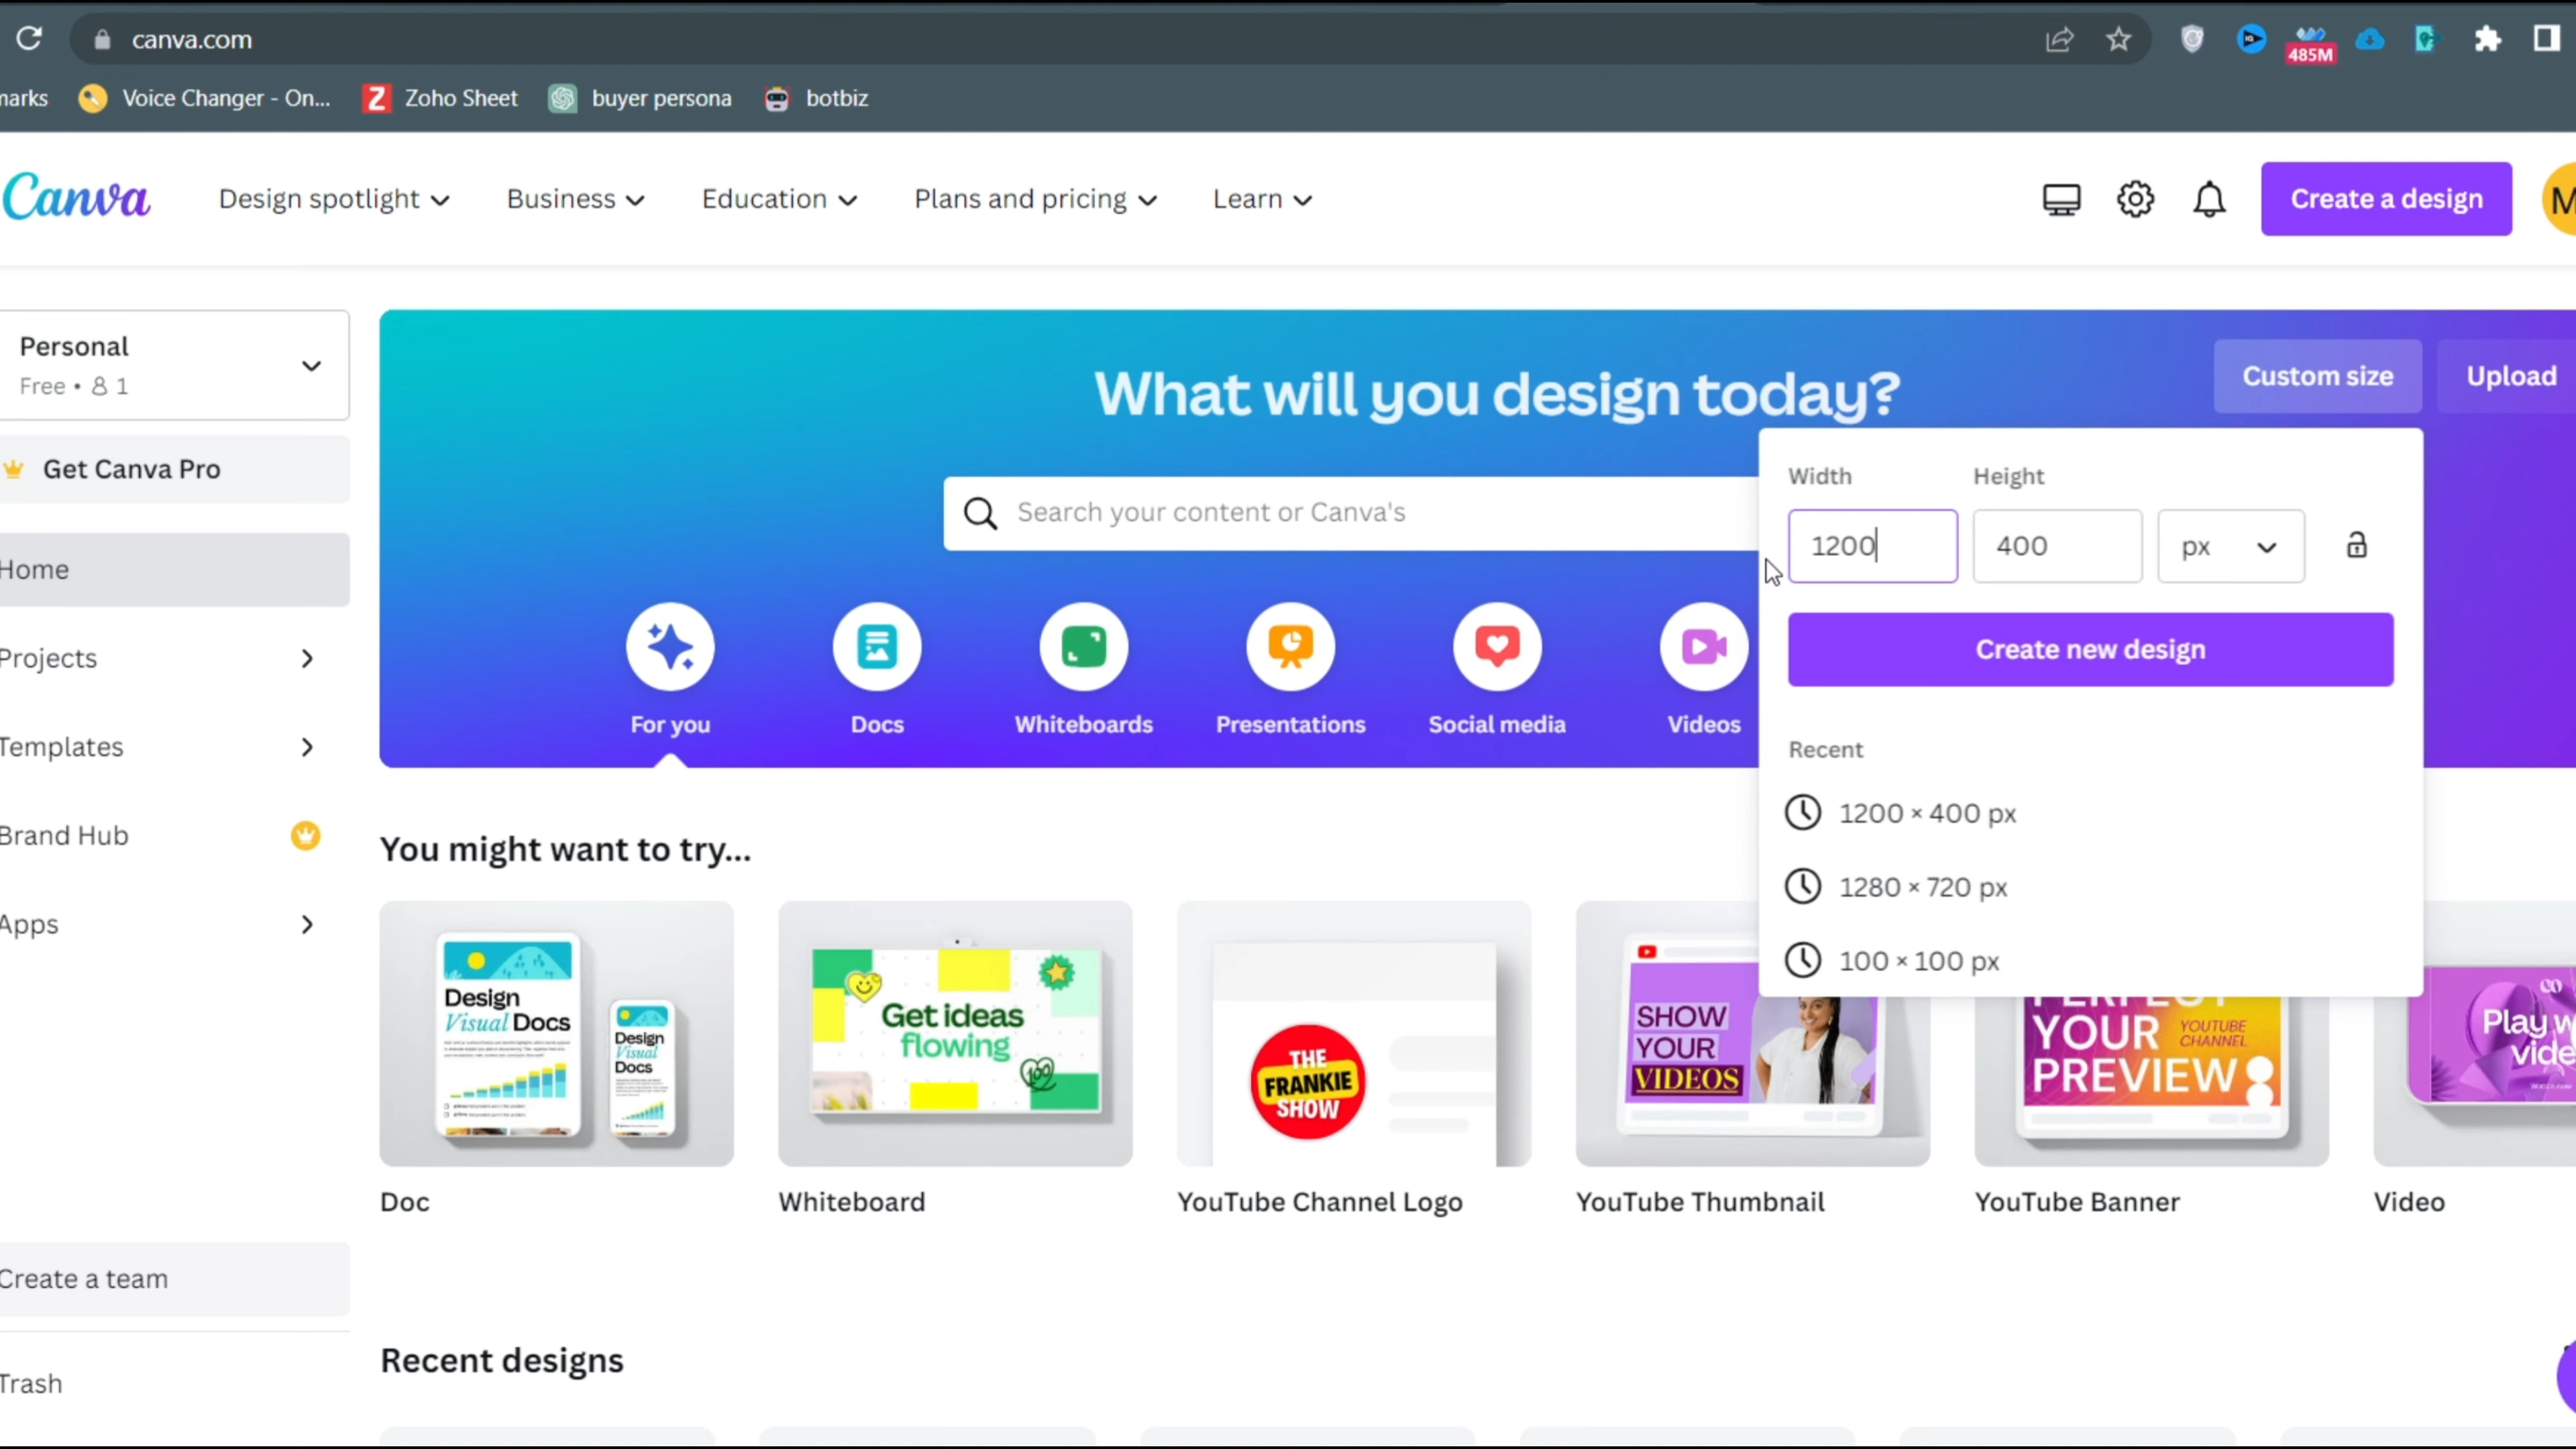 canva.com
485M
marks
Voice Changer - On...
Zoho Sheet
buyer persona
botbiz
Canva
Design spotlight
Business
Education
Plans and pricing
Learn
Create a design
M
Personal
Free • 1
Get Canva Pro
Home
Projects
Templates
Brand Hub
Apps
Create a team
Trash
What will you design today?
Custom size
Upload
Search your content or Canva's
For you
Docs
Whiteboards
Presentations
Social media
Videos
Width
Height
1200
400
px
Create new design
Recent
1200 × 400 px
1280 × 720 px
100 × 100 px
You might want to try...
Design
Visual Docs
Design
Visual
Docs
Get ideas
flowing
100
THE
FRANKIE
SHOW
SHOW
YOUR
VIDEOS
PERFECT
YOUR
PREVIEW
YOUTUBE
CHANNEL
Play w
vide
Doc
Whiteboard
YouTube Channel Logo
YouTube Thumbnail
YouTube Banner
Video
Recent designs